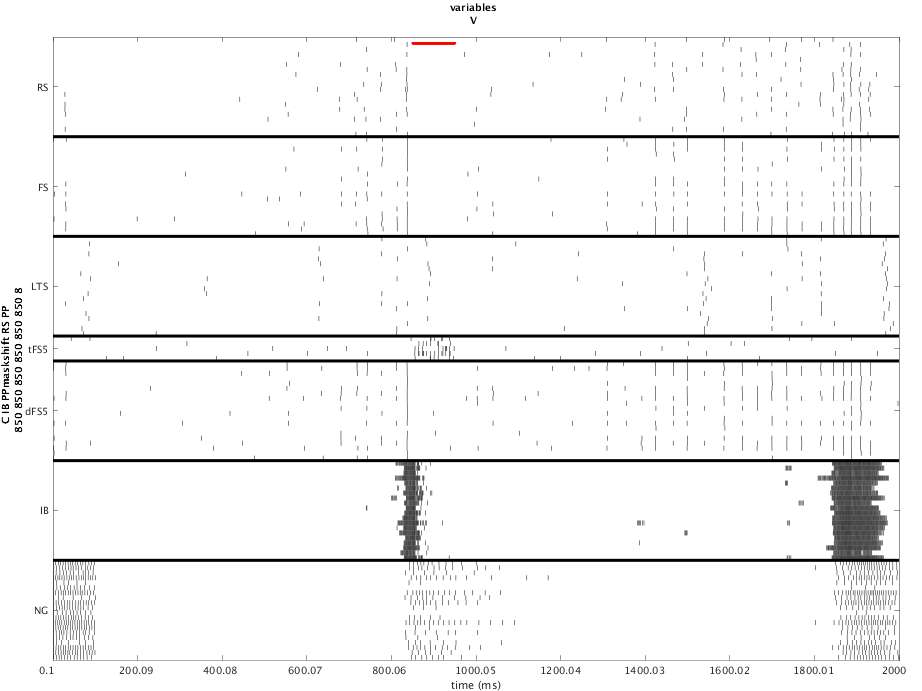 variables
V
RS
FS
LTS
tFS5
dFS5
IB
NG
C IB PPmaskshift RS PP
850 850 850 850 850 8
0.1 200.09 400.08 600.07 800.06 1000.05 1200.04 1400.03 1600.02 1800.01 2000
time (ms)